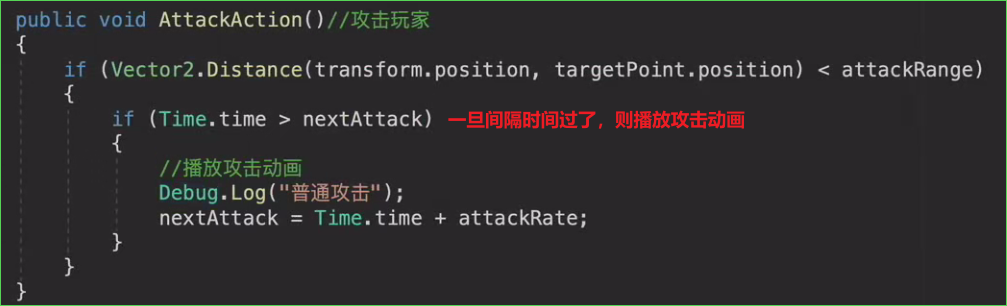 public void AttackAction()//攻击玩家
{
if (Vector2.Distance(transform.position, targetPoint.position) < attackRange)
{
if (Time.time > nextAttack) 一旦间隔时间过了，则播放攻击动画
{
//播放攻击动画
Debug.Log("普通攻击");
nextAttack = Time.time + attackRate;
}
}
}